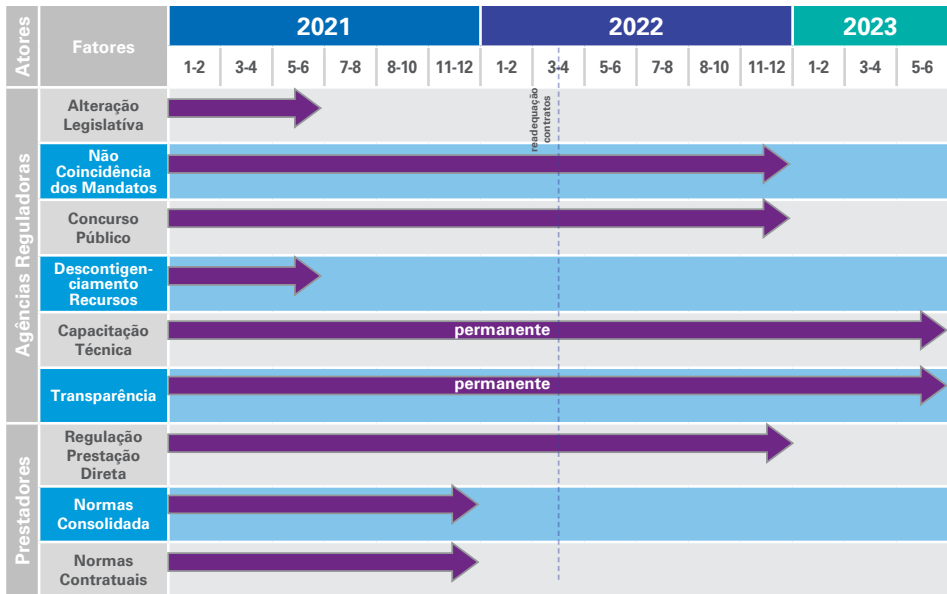 Atores
Fatores
2021
2022
2023
1-2
3-4
5-6
7-8
8-10
11-12
1-2
3-4
5-6
7-8
8-10
11-12
1-2
3-4
5-6
readequação
contratos
Agências Reguladoras
Alteração
Legislatíva
Não
Coincidência
dos Mandatos
Concurso
Público
Descontigen-
ciamento
Recursos
Capacitação
Técnica
permanente
Transparência
permanente
Prestadores
Regulação
Prestação
Direta
Normas
Consolidada
Normas
Contratuais